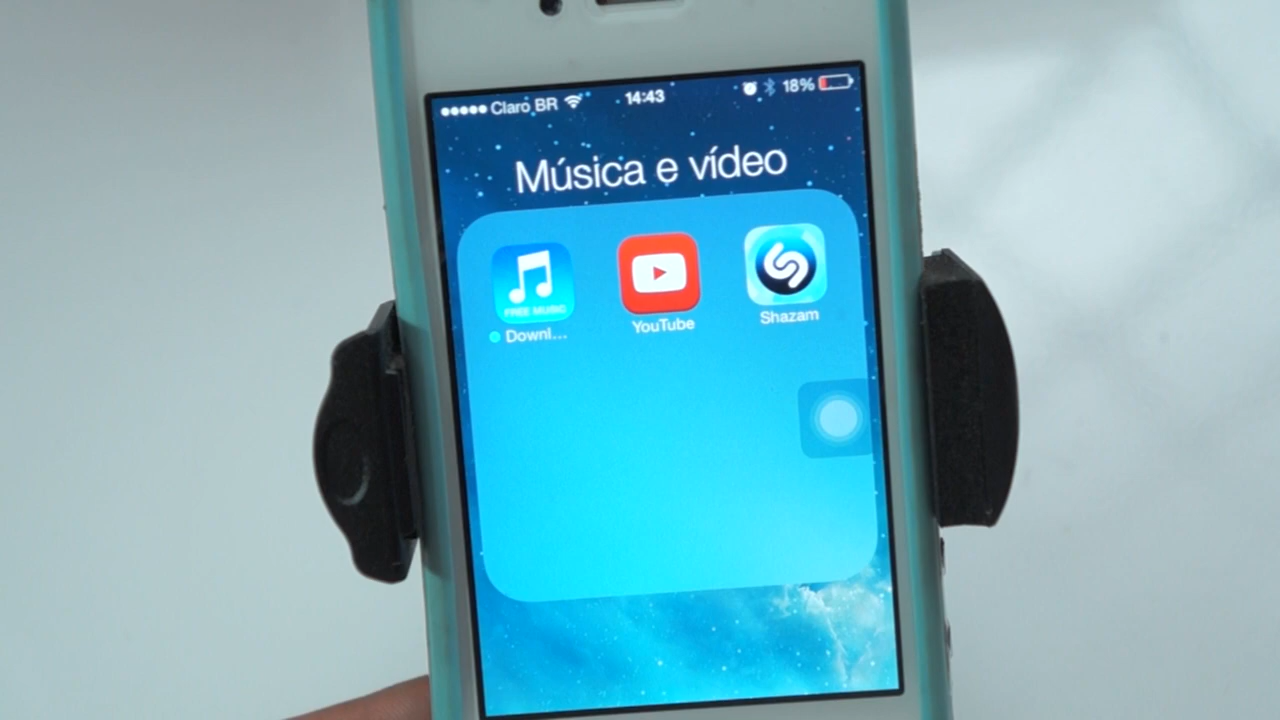 Claro BR 14:43 18%
Música e vídeo
FREE MUSIC
Downl... YouTube Shazam